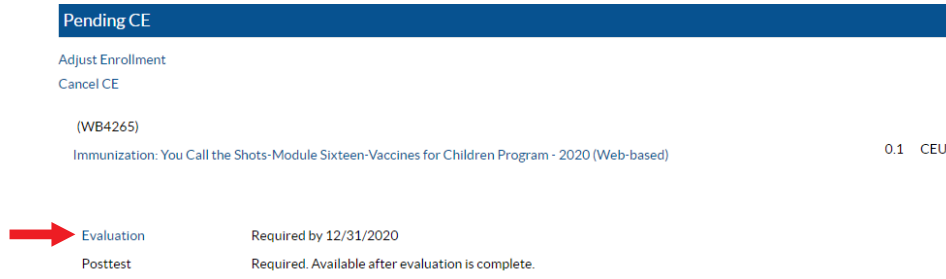 Pending CE
Adjust Enrollment
Cancel CE
(WB4265)
Immunization: You Call the Shots-Module Sixteen-Vaccines for Children Program - 2020 (Web-based) 0.1 CEU
Evaluation Required by 12/31/2020
Posttest Required. Available after evaluation is complete.